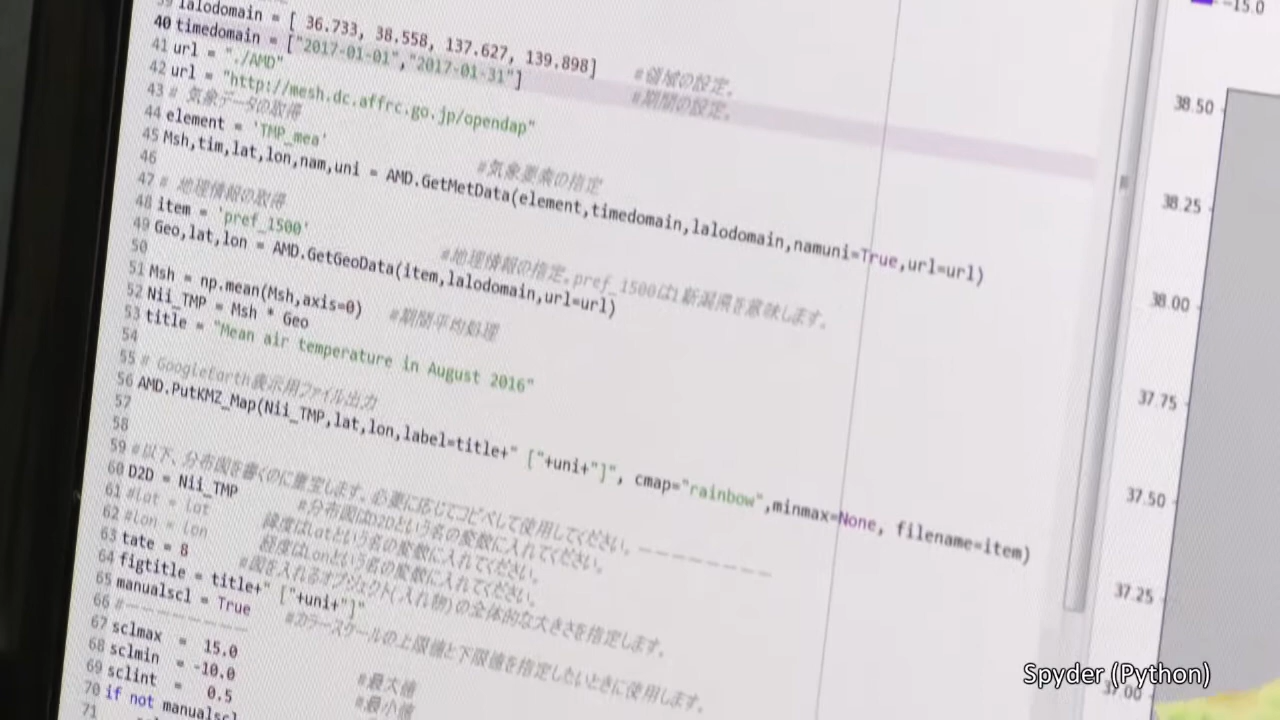 39 lalodomain = [ 36.733, 38.558, 137.627, 139.898] #領域の設定。
40 timedomain = ["2017-01-01","2017-01-31"] #期間の設定。
41 url = "./AMD"
42 url = "http://mesh.dc.affrc.go.jp/opendap"
43 # 気象データの取得
44 element = 'TMP_mea' #気象要素の指定
45 Msh,tim,lat,lon,nam,uni = AMD.GetMetData(element,timedomain,lalodomain,namuni=True,url=url)
46
47 # 地理情報の取得
48 item = 'pref_1500' #地理情報の指定。pref_1500は新潟県を意味します。
49 Geo,lat,lon = AMD.GetGeoData(item,lalodomain,url=url)
50
51 Msh = np.mean(Msh,axis=0) #期間平均処理
52 Nii_TMP = Msh * Geo
53 title = "Mean air temperature in August 2016"
54
55 # GoogleEarth表示用ファイル出力
56 AMD.PutKMZ_Map(Nii_TMP,lat,lon,label=title+" ["+uni+"]", cmap="rainbow",minmax=None, filename=item)
57
58
59 #以下、分布図を書くのに重宝します。必要に応じてコピペして使用してください。－－－－－－－－
60 D2D = Nii_TMP #分布図はD2Dという名の変数に入れてください。
61 #lat = lat 緯度はlatという名の変数に入れてください。
62 #lon = lon 経度はlonという名の変数に入れてください。
63 tate = 8 #図を入れるオブジェクト(入れ物)の全体的な大きさを指定します。
64 figtitle = title+" ["+uni+"]"
65 manualscl = True #カラースケールの上限値と下限値を指定したいときに使用します。
66 #－－－－－－－－
67 sclmax = 15.0 #最大値
68 sclmin = -10.0 #最小値
69 sclint = 0.5
70 if not manualscl
71
-15.0
38.50
38.25
38.00
37.75
37.50
37.25
37.00
Spyder (Python)